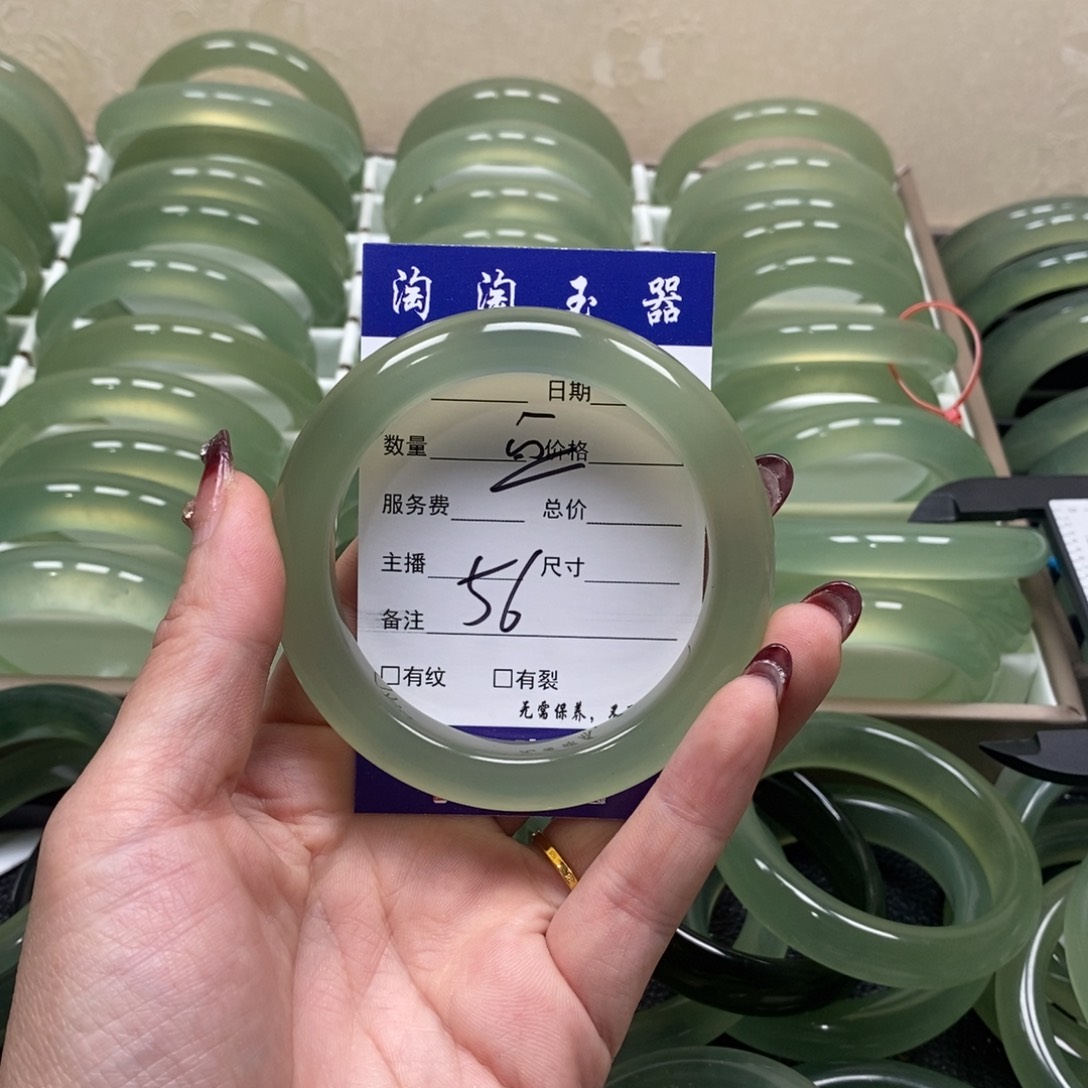 淘淘玉器
日期
数量 价格
服务费 总价
主播 尺寸
56
备注
□有纹 □有裂
无需保养，